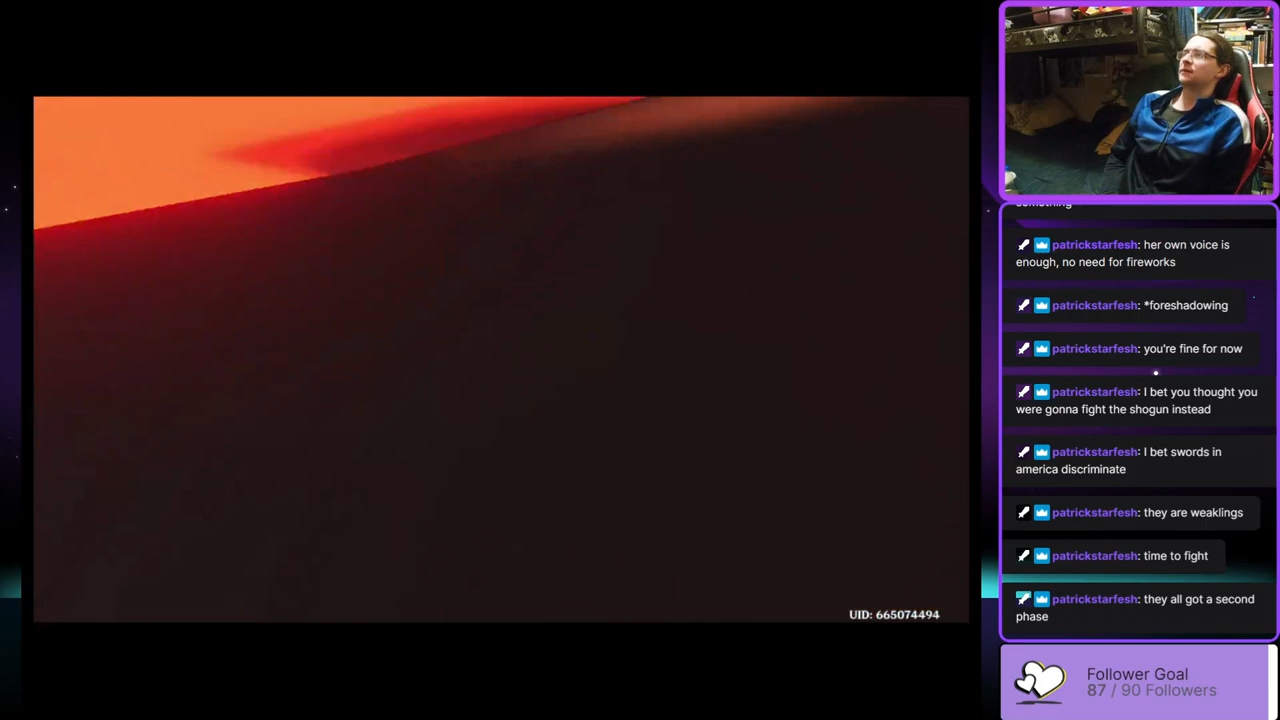 something
patrickstarfesh: her own voice is
enough, no need for fireworks
patrickstarfesh: *foreshadowing
patrickstarfesh: you're fine for now
patrickstarfesh: I bet you thought you
were gonna fight the shogun instead
patrickstarfesh: I bet swords in
america discriminate
patrickstarfesh: they are weaklings
patrickstarfesh: time to fight
patrickstarfesh: they all got a second
phase
UID: 665074494
Follower Goal
87 / 90 Followers